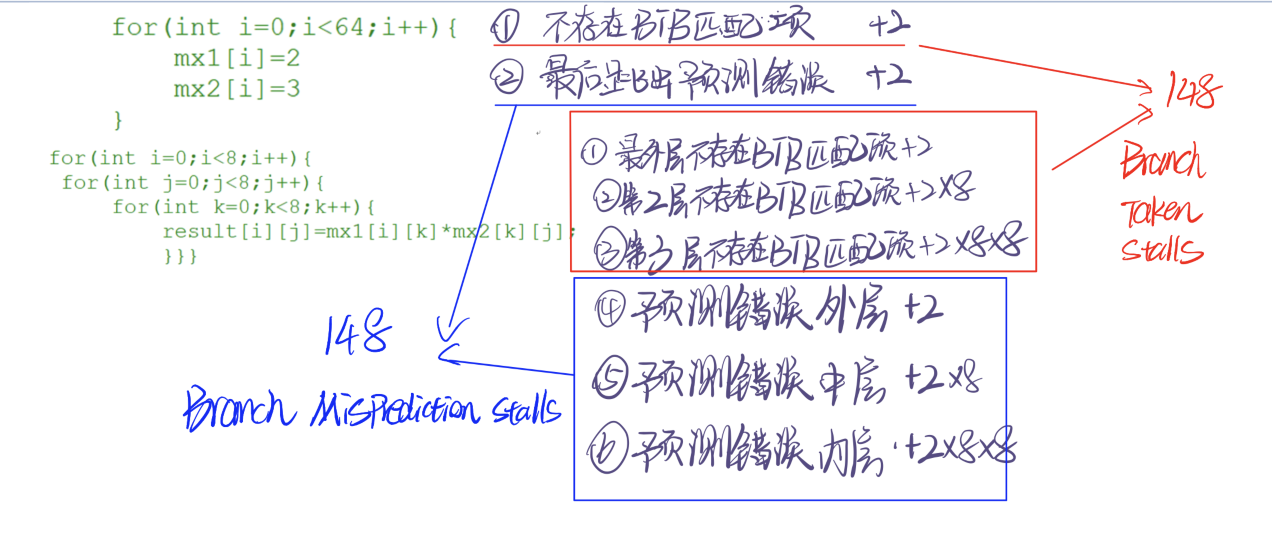 for(int i=0;i<64;i++){
mx1[i]=2
mx2[i]=3
}
① 不存在BTB匹配项 +2
② 最后退出预测错误 +2
for(int i=0;i<8;i++){
for(int j=0;j<8;j++){
for(int k=0;k<8;k++){
result[i][j]=mx1[i][k]*mx2[k][j];
}}}
①最外层不存在BTB匹配项+2
②第2层不存在BTB匹配项+2×8
③第3层不存在BTB匹配项+2×8×8
④预测错误外层+2
⑤预测错误中层+2×8
⑥预测错误内层·+2×8×8
148
Branch
Taken
stalls
148
Branch Misprediction stalls